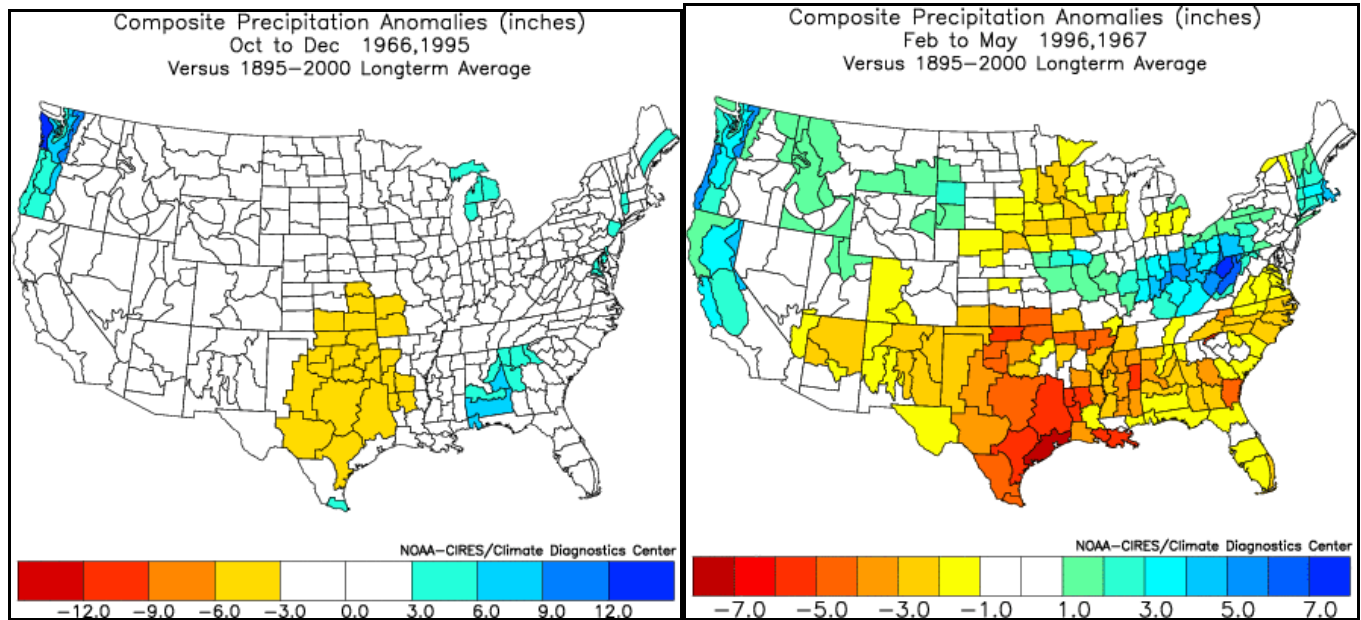 Composite Precipitation Anomalies (inches)
Oct to Dec 1966,1995
Versus 1895-2000 Longterm Average
NOAA-CIRES/Climate Diagnostics Center
-12.0 -9.0 -6.0 -3.0 0.0 3.0 6.0 9.0 12.0
Composite Precipitation Anomalies (inches)
Feb to May 1996,1967
Versus 1895-2000 Longterm Average
NOAA-CIRES/Climate Diagnostics Center
-7.0 -5.0 -3.0 -1.0 1.0 3.0 5.0 7.0